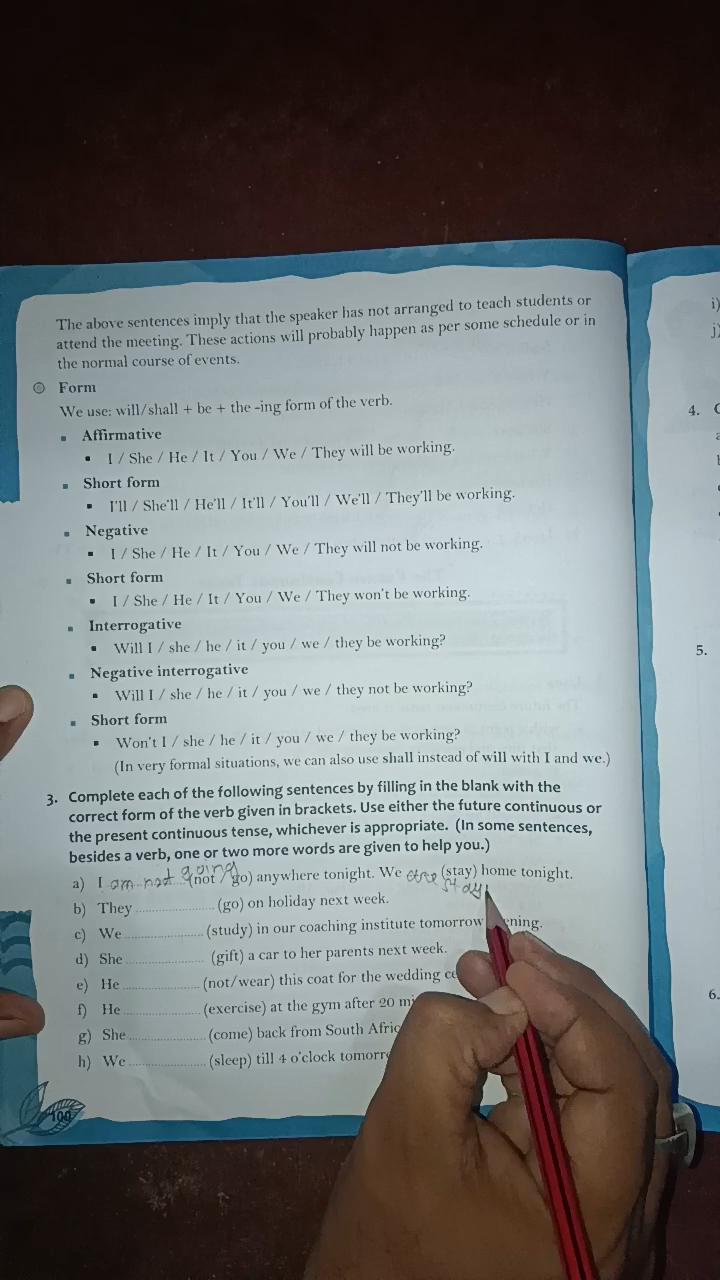 The above sentences imply that the speaker has not arranged to teach students or
attend the meeting. These actions will probably happen as per some schedule or in
the normal course of events.
Form
We use: will/shall + be + the -ing form of the verb.
Affirmative
I / She / He / It / You / We / They will be working.
Short form
I'll / She'll / He'll / It'll / You'll / We'll / They'll be working.
Negative
I / She / He / It / You / We / They will not be working.
Short form
I / She / He / It / You / We / They won't be working.
Interrogative
Will I / she / he / it / you / we / they be working?
Negative interrogative
Will I / she / he / it / you / we / they not be working?
Short form
Won't I / she / he / it / you / we / they be working?
(In very formal situations, we can also use shall instead of will with I and we.)
3. Complete each of the following sentences by filling in the blank with the
correct form of the verb given in brackets. Use either the future continuous or
the present continuous tense, whichever is appropriate. (In some sentences,
besides a verb, one or two more words are given to help you.)
a) I am not going (not / go) anywhere tonight. We are stay (stay) home tonight.
b) They .................... (go) on holiday next week.
c) We .................... (study) in our coaching institute tomorrow ening.
d) She .................... (gift) a car to her parents next week.
e) He .................... (not/wear) this coat for the wedding ce
f) He .................... (exercise) at the gym after 20 mi
g) She .................... (come) back from South Afric
h) We .................... (sleep) till 4 o'clock tomorr
100
i)
j)
4.
5.
6.